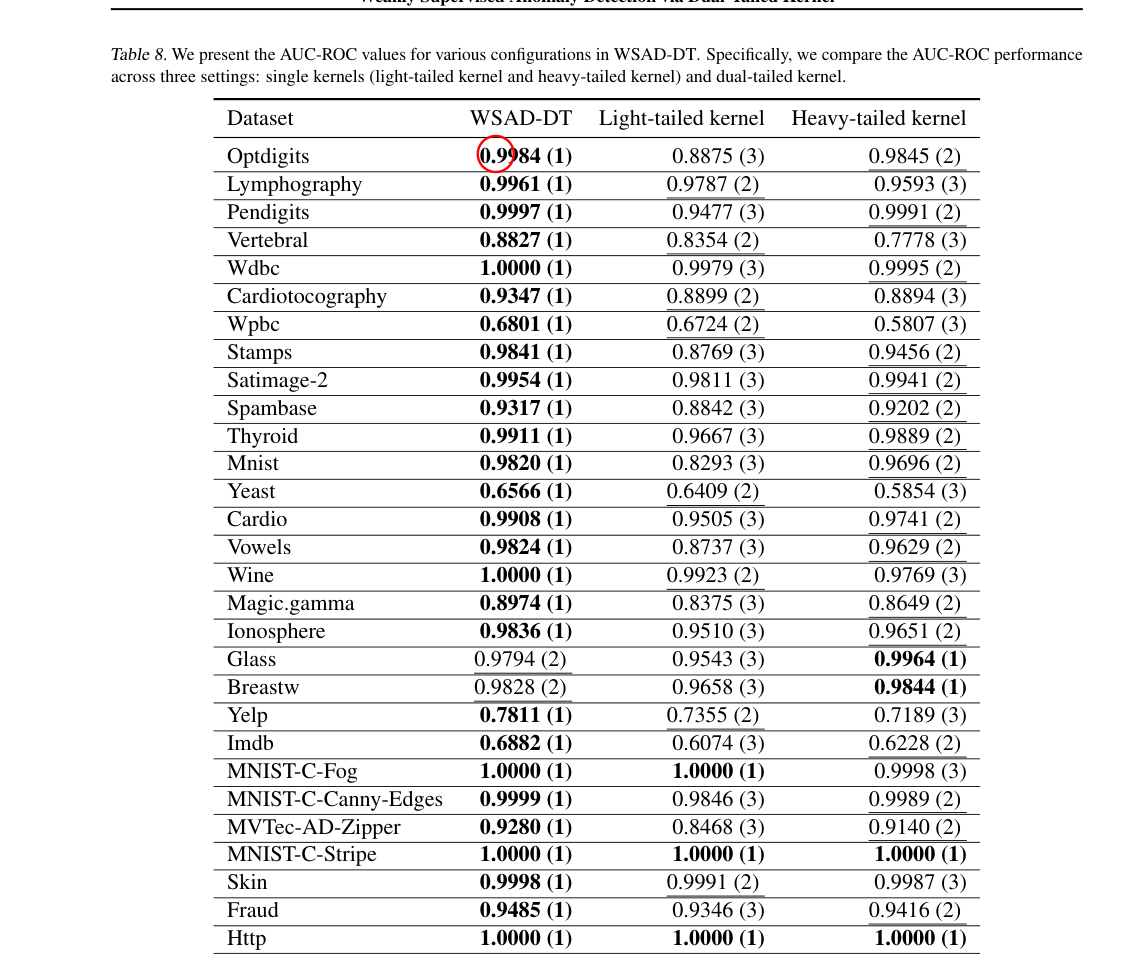 Weakly Supervised Anomaly Detection via Dual-Tailed Kernel
Table 8. We present the AUC-ROC values for various configurations in WSAD-DT. Specifically, we compare the AUC-ROC performance
across three settings: single kernels (light-tailed kernel and heavy-tailed kernel) and dual-tailed kernel.
Dataset WSAD-DT Light-tailed kernel Heavy-tailed kernel
Optdigits 0.9984 (1) 0.8875 (3) 0.9845 (2)
Lymphography 0.9961 (1) 0.9787 (2) 0.9593 (3)
Pendigits 0.9997 (1) 0.9477 (3) 0.9991 (2)
Vertebral 0.8827 (1) 0.8354 (2) 0.7778 (3)
Wdbc 1.0000 (1) 0.9979 (3) 0.9995 (2)
Cardiotocography 0.9347 (1) 0.8899 (2) 0.8894 (3)
Wpbc 0.6801 (1) 0.6724 (2) 0.5807 (3)
Stamps 0.9841 (1) 0.8769 (3) 0.9456 (2)
Satimage-2 0.9954 (1) 0.9811 (3) 0.9941 (2)
Spambase 0.9317 (1) 0.8842 (3) 0.9202 (2)
Thyroid 0.9911 (1) 0.9667 (3) 0.9889 (2)
Mnist 0.9820 (1) 0.8293 (3) 0.9696 (2)
Yeast 0.6566 (1) 0.6409 (2) 0.5854 (3)
Cardio 0.9908 (1) 0.9505 (3) 0.9741 (2)
Vowels 0.9824 (1) 0.8737 (3) 0.9629 (2)
Wine 1.0000 (1) 0.9923 (2) 0.9769 (3)
Magic.gamma 0.8974 (1) 0.8375 (3) 0.8649 (2)
Ionosphere 0.9836 (1) 0.9510 (3) 0.9651 (2)
Glass 0.9794 (2) 0.9543 (3) 0.9964 (1)
Breastw 0.9828 (2) 0.9658 (3) 0.9844 (1)
Yelp 0.7811 (1) 0.7355 (2) 0.7189 (3)
Imdb 0.6882 (1) 0.6074 (3) 0.6228 (2)
MNIST-C-Fog 1.0000 (1) 1.0000 (1) 0.9998 (3)
MNIST-C-Canny-Edges 0.9999 (1) 0.9846 (3) 0.9989 (2)
MVTec-AD-Zipper 0.9280 (1) 0.8468 (3) 0.9140 (2)
MNIST-C-Stripe 1.0000 (1) 1.0000 (1) 1.0000 (1)
Skin 0.9998 (1) 0.9991 (2) 0.9987 (3)
Fraud 0.9485 (1) 0.9346 (3) 0.9416 (2)
Http 1.0000 (1) 1.0000 (1) 1.0000 (1)